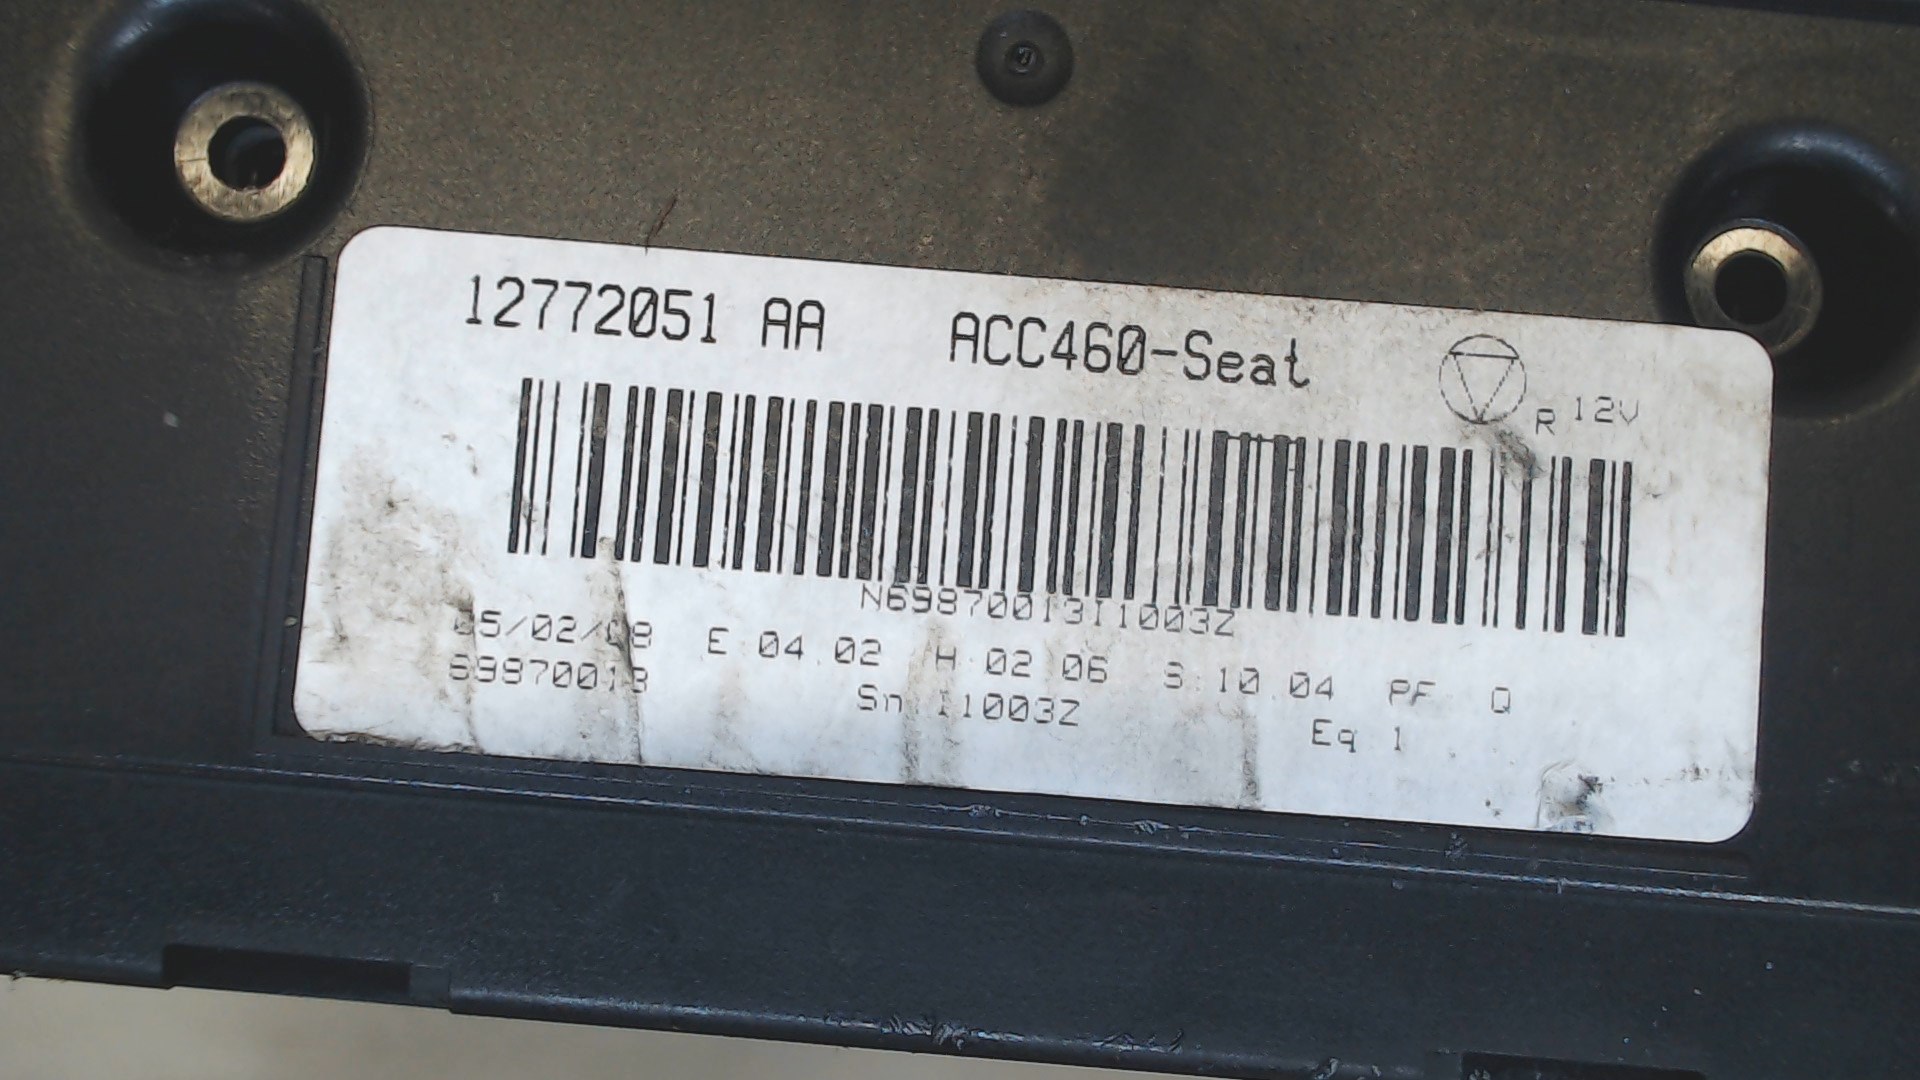 12772051 AA ACC460-Seat
R 12V
N69870013I1003Z
05/02/08 E:04.02 H:02.06 S:10.04 PF: Q
69870013 Sn:I1003Z Eq 1